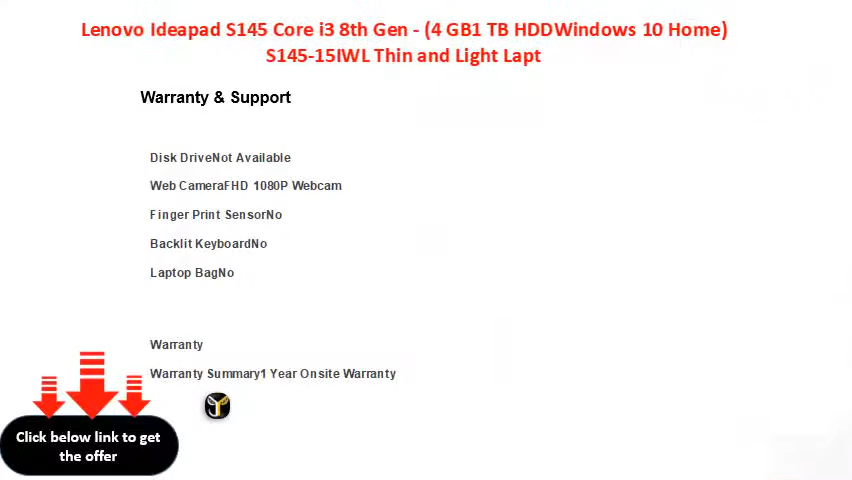 Lenovo Ideapad S145 Core i3 8th Gen - (4 GB1 TB HDDWindows 10 Home)
S145-15IWL Thin and Light Lapt
Warranty & Support
Disk DriveNot Available
Web CameraFHD 1080P Webcam
Finger Print SensorNo
Backlit KeyboardNo
Laptop BagNo
Warranty
Warranty Summary1 Year Onsite Warranty
Click below link to get
the offer